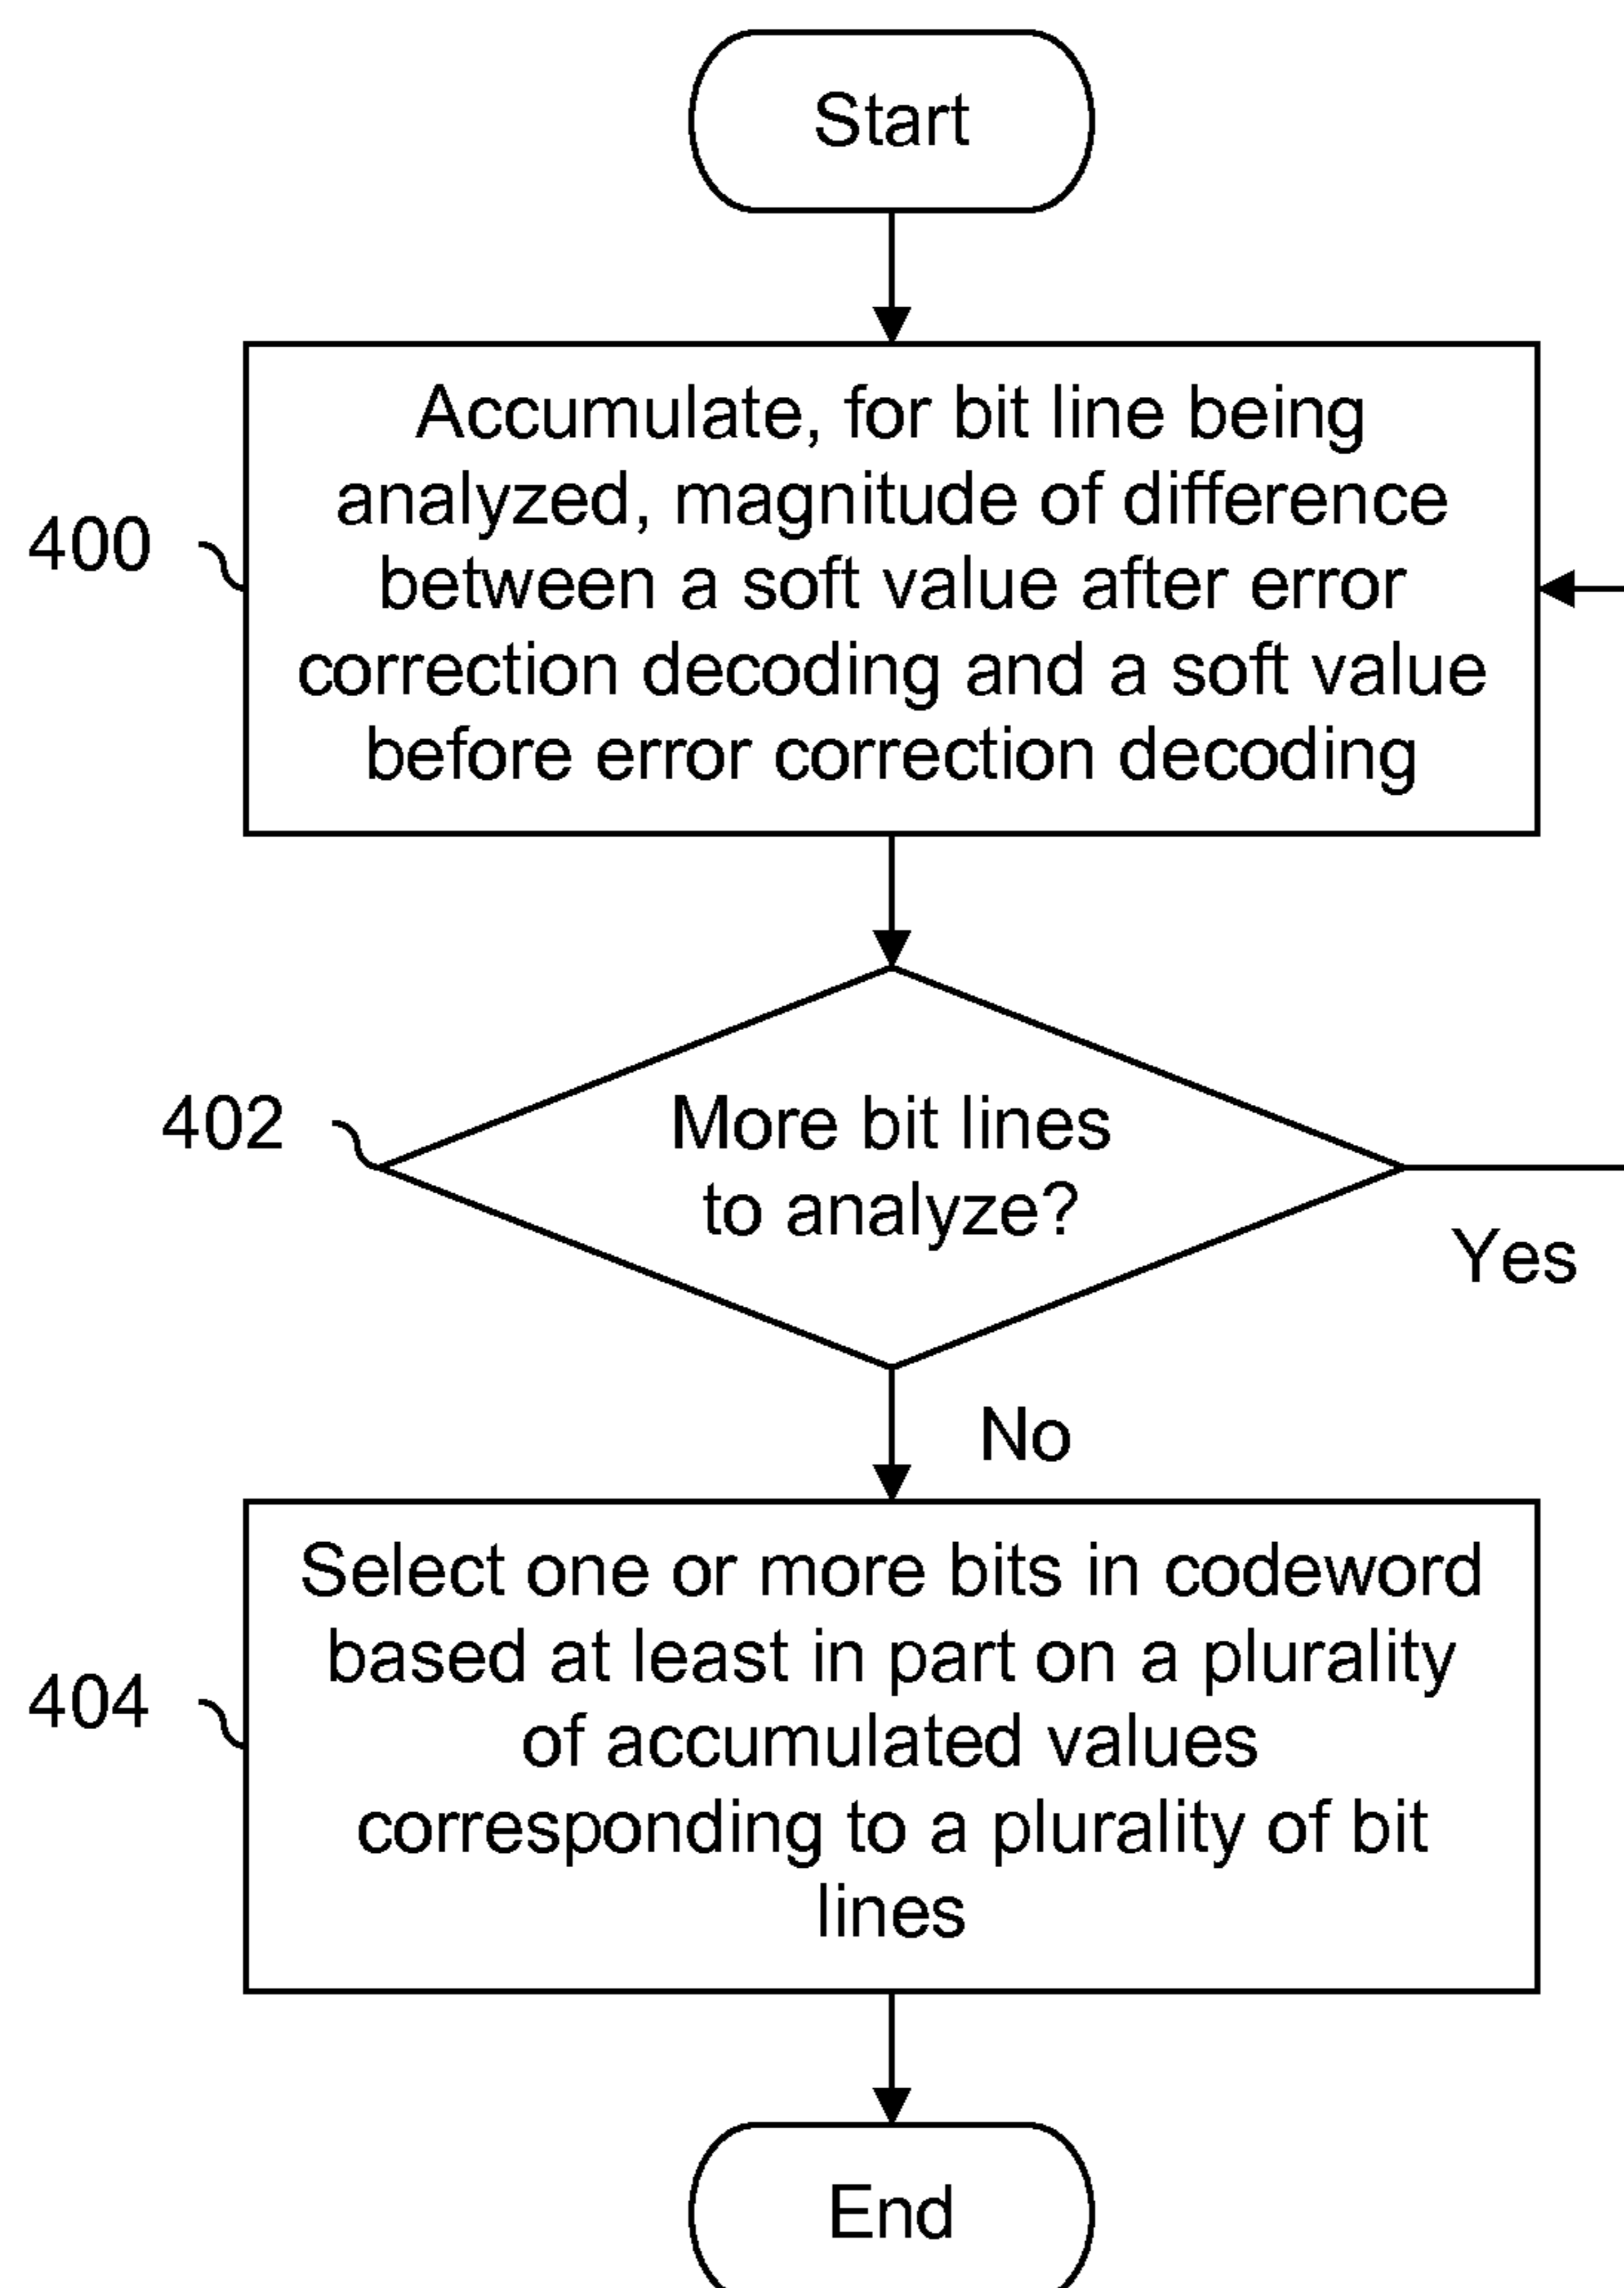 Start
400
Accumulate, for bit line being
analyzed, magnitude of difference
between a soft value after error
correction decoding and a soft value
before error correction decoding
402
More bit lines
to analyze?
Yes
No
404
Select one or more bits in codeword
based at least in part on a plurality
of accumulated values
corresponding to a plurality of bit
lines
End